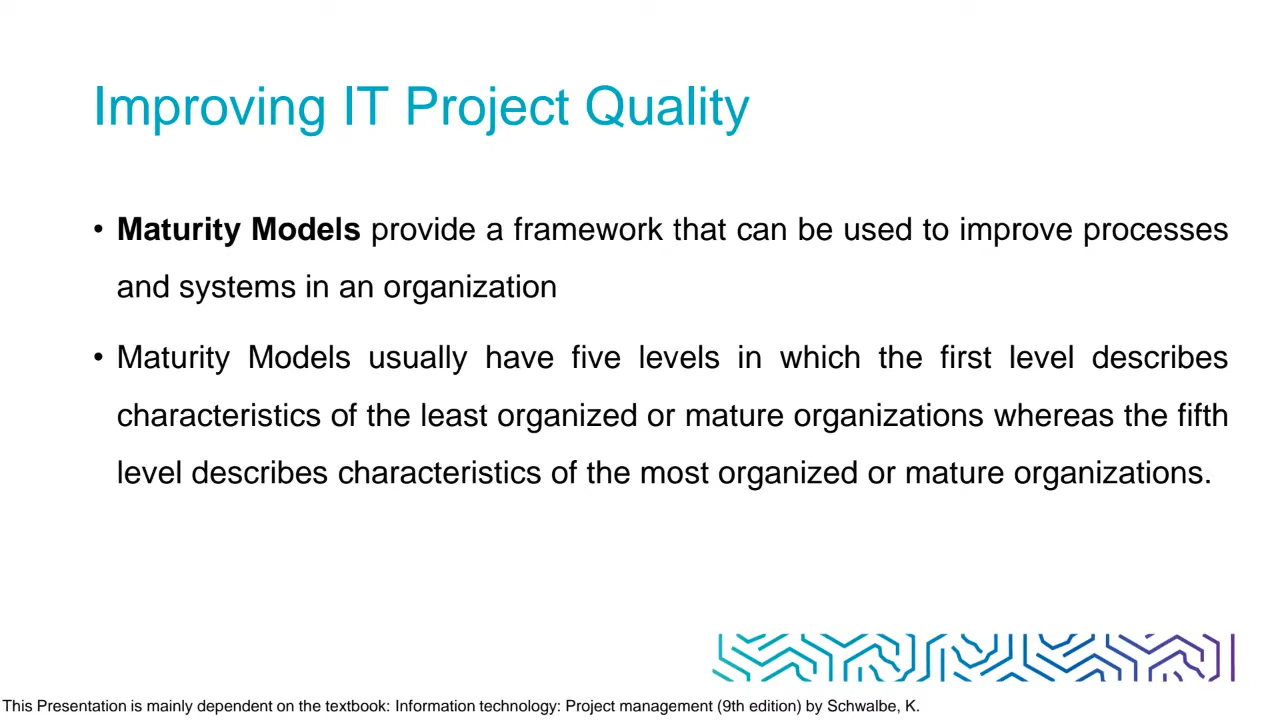 Improving IT Project Quality
• Maturity Models provide a framework that can be used to improve processes
and systems in an organization
• Maturity Models usually have five levels in which the first level describes
characteristics of the least organized or mature organizations whereas the fifth
level describes characteristics of the most organized or mature organizations.
This Presentation is mainly dependent on the textbook: Information technology: Project management (9th edition) by Schwalbe, K.